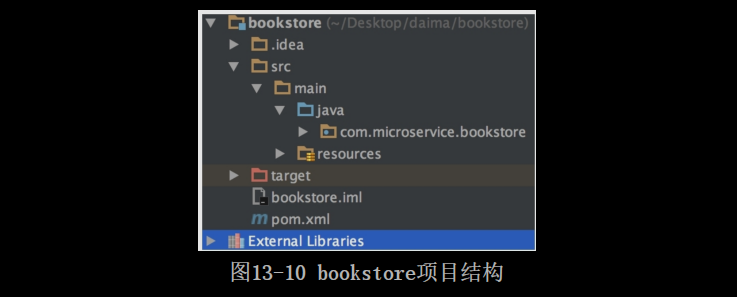 bookstore (~/Desktop/daima/bookstore)
.idea
src
main
java
com.microservice.bookstore
resources
target
bookstore.iml
m pom.xml
External Libraries
图13-10 bookstore项目结构